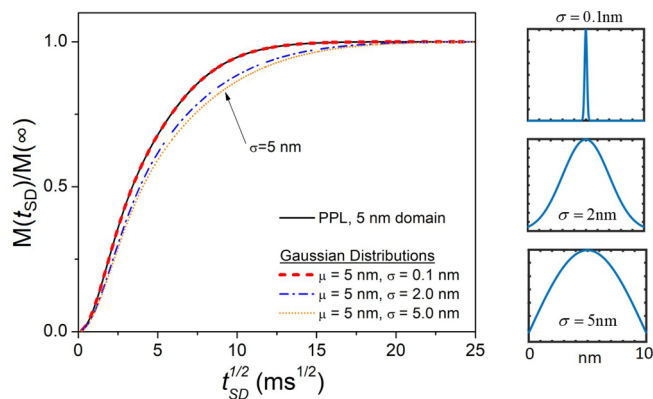 1.0
0.5
0.0
M(t_SD)/M(∞)
σ=5 nm
PPL, 5 nm domain
Gaussian Distributions
μ = 5 nm, σ = 0.1 nm
μ = 5 nm, σ = 2.0 nm
μ = 5 nm, σ = 5.0 nm
0 5 10 15 20 25
t_SD^1/2 (ms^1/2)
σ = 0.1nm
σ = 2nm
σ = 5nm
0 nm 10